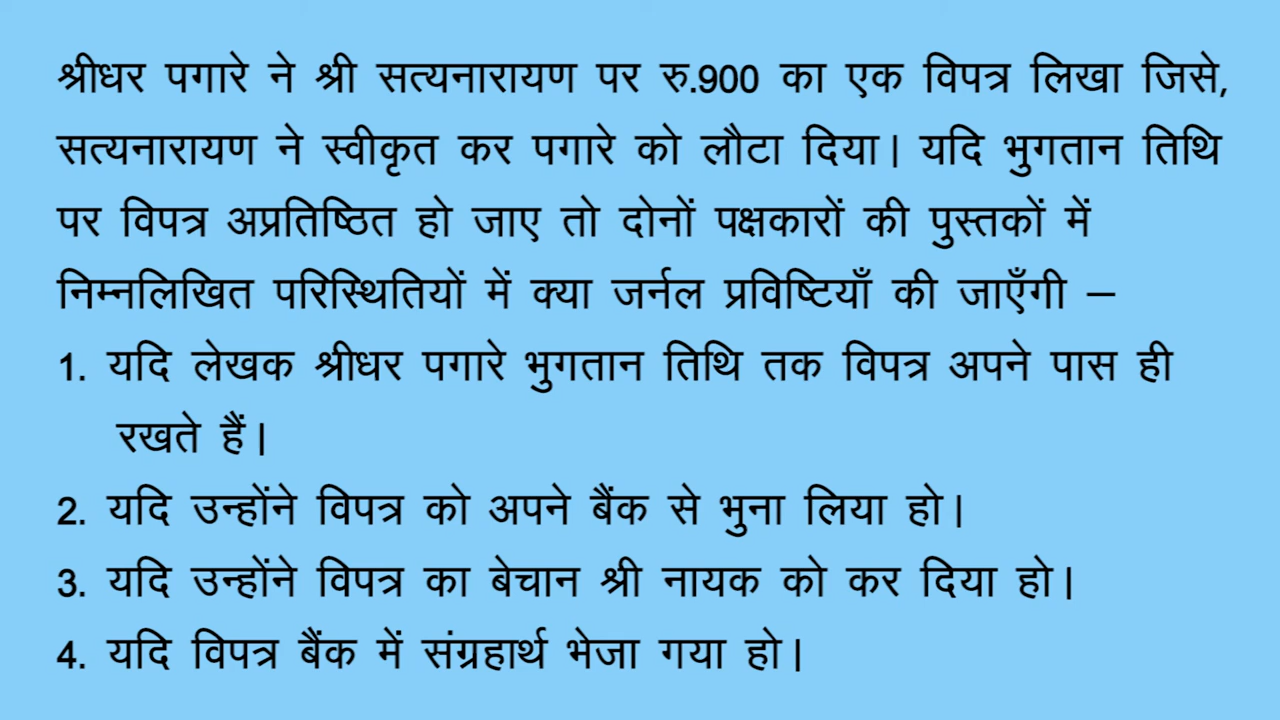 श्रीधर पगारे ने श्री सत्यनारायण पर रु.900 का एक विपत्र लिखा जिसे,
सत्यनारायण ने स्वीकृत कर पगारे को लौटा दिया। यदि भुगतान तिथि
पर विपत्र अप्रतिष्ठित हो जाए तो दोनों पक्षकारों की पुस्तकों में
निम्नलिखित परिस्थितियों में क्या जर्नल प्रविष्टियाँ की जाएँगी –
1. यदि लेखक श्रीधर पगारे भुगतान तिथि तक विपत्र अपने पास ही
रखते हैं।
2. यदि उन्होंने विपत्र को अपने बैंक से भुना लिया हो।
3. यदि उन्होंने विपत्र का बेचान श्री नायक को कर दिया हो।
4. यदि विपत्र बैंक में संग्रहार्थ भेजा गया हो।